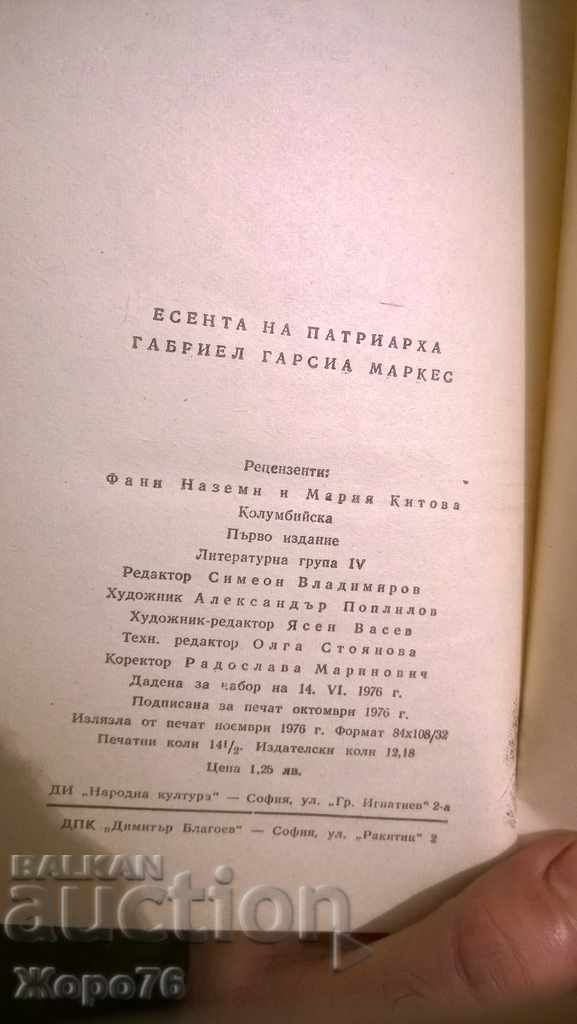 ЕСЕНТА НА ПАТРИАРХА
ГАБРИЕЛ ГАРСИА МАРКЕС
Рецензенти:
Фани Наземи и Мария Китова
Колумбийска
Първо издание
Литературна група IV
Редактор Симеон Владимиров
Художник Александър Поплилов
Художник-редактор Ясен Васев
Техн. редактор Олга Стоянова
Коректор Радослава Маринович
Дадена за набор на 14. VI. 1976 г.
Подписана за печат октомври 1976 г.
Излязла от печат ноември 1976 г. Формат 84х108/32
Печатни коли 14 1/2. Издателски коли 12,18
Цена 1,26 лв.
ДИ „Народна култура" — София, ул. „Гр. Игнатиев" 2-а
ДПК „Димитър Благоев" — София, ул. „Ракитин" 2
BALKAN
auction
Жоро76